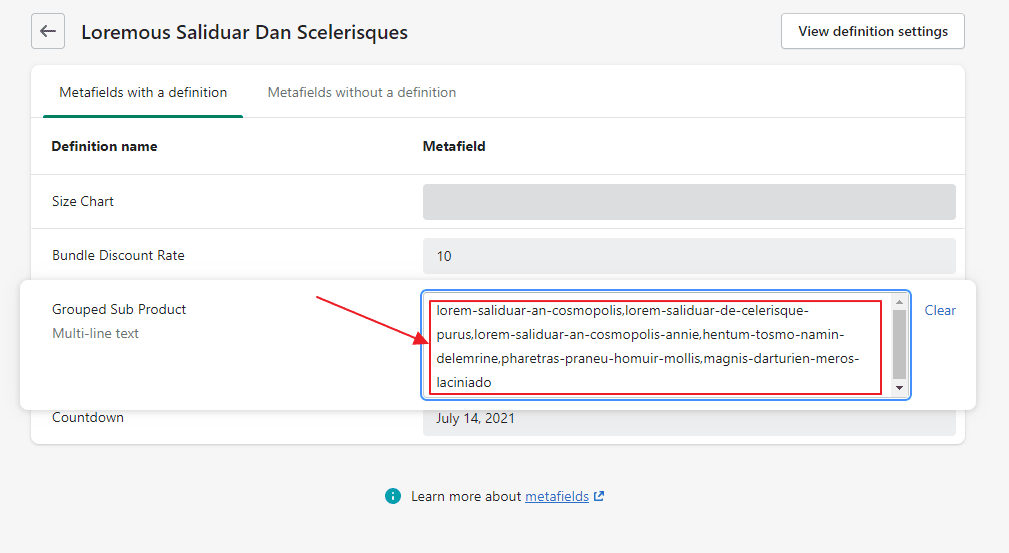 Loremous Saliduar Dan Scelerisques
View definition settings
Metafields with a definition
Metafields without a definition
Definition name
Metafield
Size Chart
Bundle Discount Rate
10
Grouped Sub Product
Multi-line text
lorem-saliduar-an-cosmopolis,lorem-saliduar-de-celerisque-
purus,lorem-saliduar-an-cosmopolis-annie,hentum-tosmo-namin-
delemrine,pharetras-praneu-homuir-mollis,magnis-darturien-meros-
laciniado
Clear
Countdown
July 14, 2021
Learn more about metafields